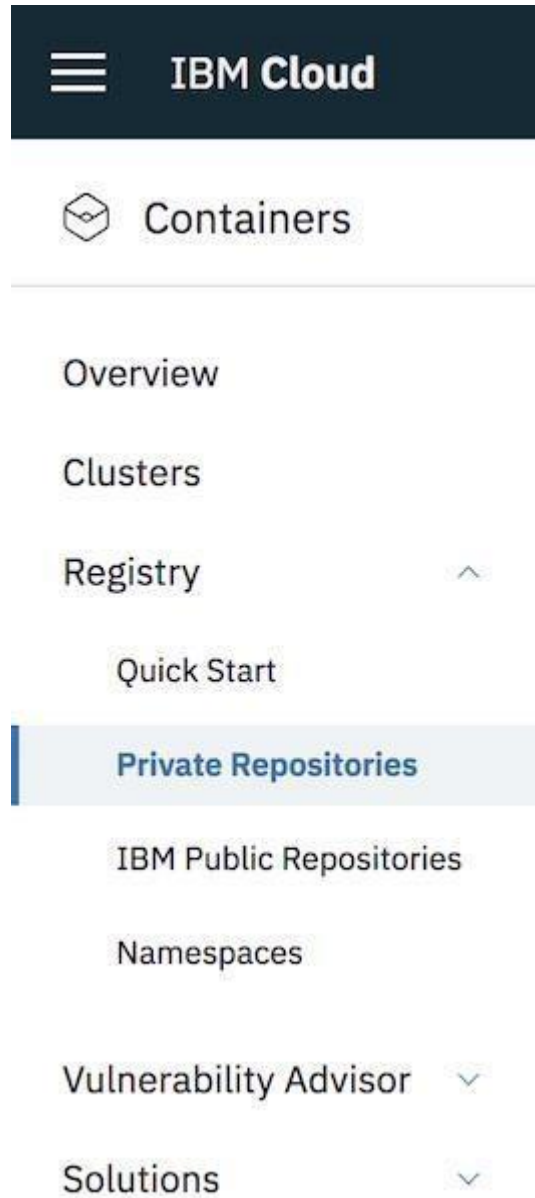 IBM Cloud
Containers
Overview
Clusters
Registry
Quick Start
Private Repositories
IBM Public Repositories
Namespaces
Vulnerability Advisor
Solutions